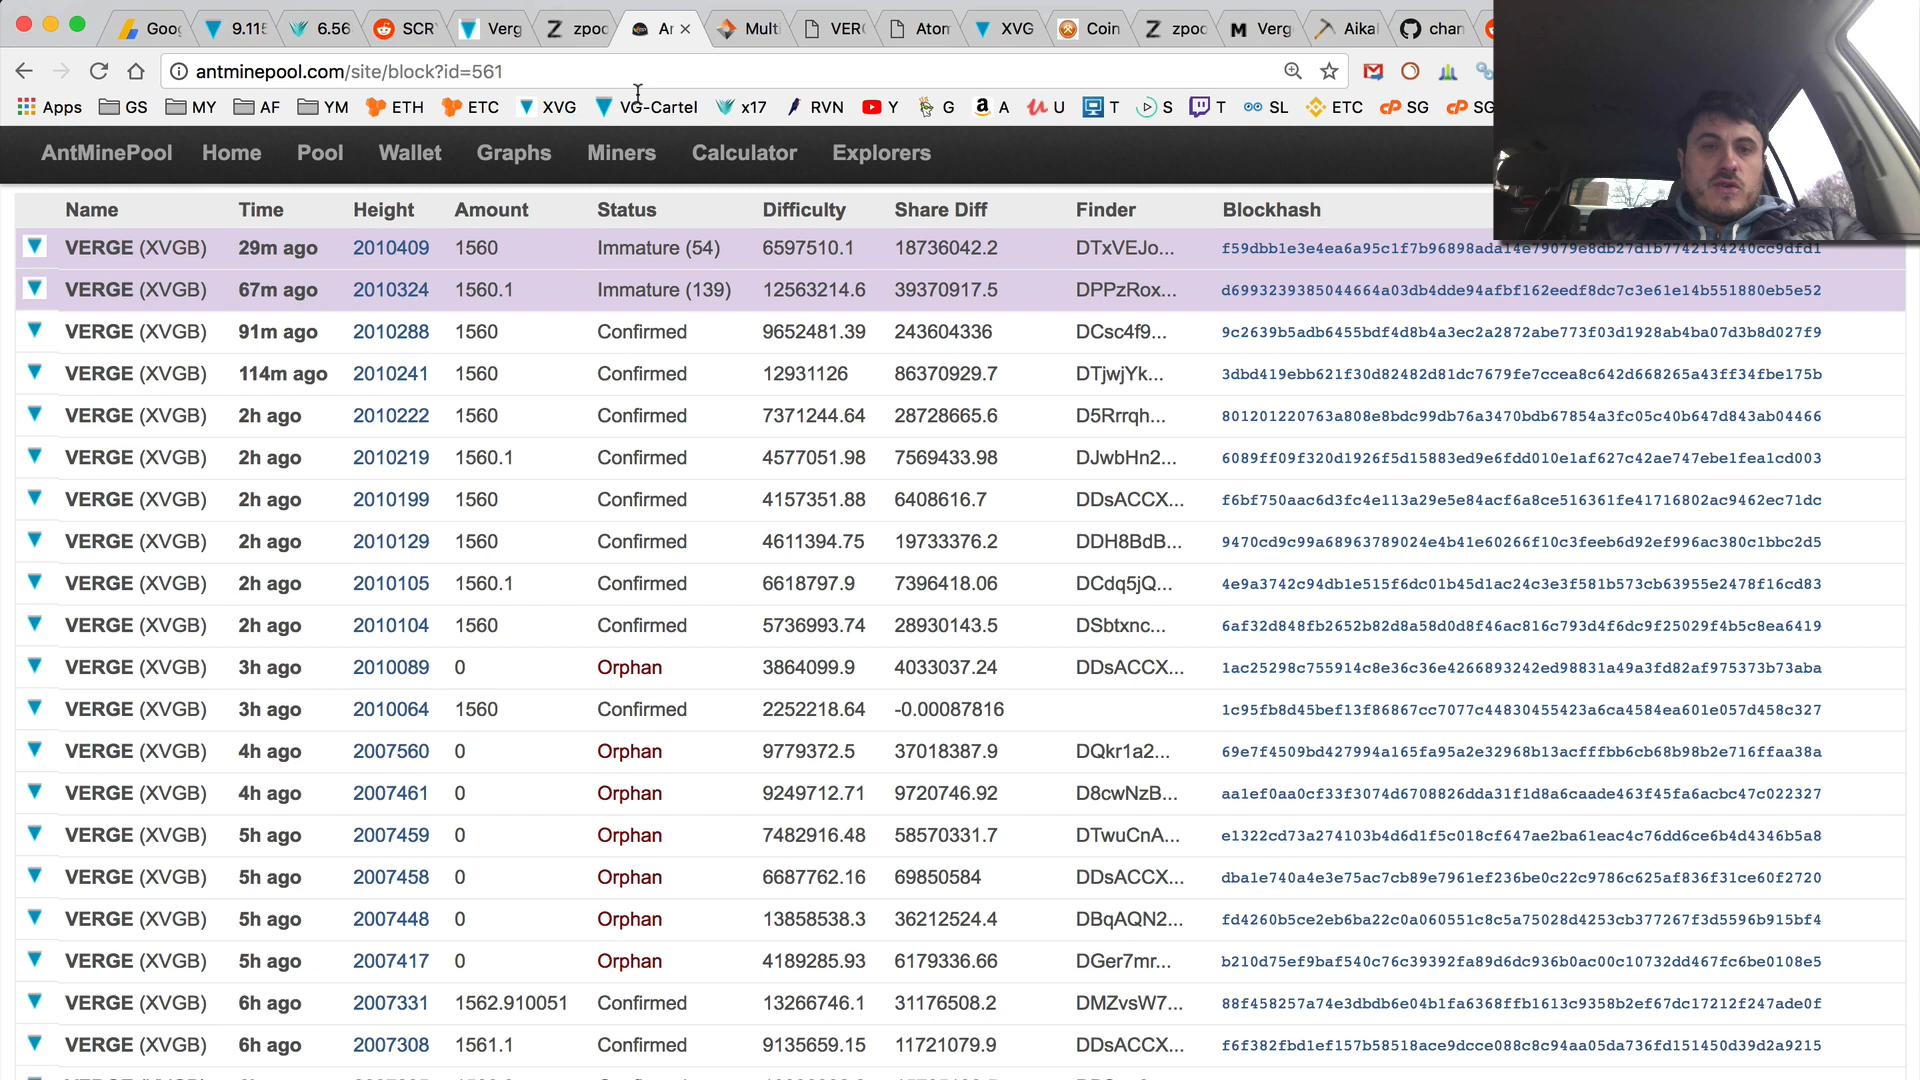 Goog 9.115 6.56 SCR Verg zpoo Ar Multi VER Atom XVG Coin zpoo Verg Aikal chan
antminepool.com/site/block?id=561
Apps GS MY AF YM ETH ETC XVG VG-Cartel x17 RVN Y G A U T S T SL ETC SG SG
AntMinePool Home Pool Wallet Graphs Miners Calculator Explorers
Name Time Height Amount Status Difficulty Share Diff Finder Blockhash
VERGE (XVGB) 29m ago 2010409 1560 Immature (54) 6597510.1 18736042.2 DTxVEJo...
VERGE (XVGB) 67m ago 2010324 1560.1 Immature (139) 12563214.6 39370917.5 DPPzRox... d6993239385044664a03db4dde94afbf162eedf8dc7c3e61e14b551880eb5e52
VERGE (XVGB) 91m ago 2010288 1560 Confirmed 9652481.39 243604336 DCsc4f9... 9c2639b5adb6455bdf4d8b4a3ec2a2872abe773f03d1928ab4ba07d3b8d027f9
VERGE (XVGB) 114m ago 2010241 1560 Confirmed 12931126 86370929.7 DTjwjYk... 3dbd419ebb621f30d82482d81dc7679fe7ccea8c642d668265a43ff34fbe175b
VERGE (XVGB) 2h ago 2010222 1560 Confirmed 7371244.64 28728665.6 D5Rrrqh... 801201220763a808e8bdc99db76a3470bdb67854a3fc05c40b647d843ab04466
VERGE (XVGB) 2h ago 2010219 1560.1 Confirmed 4577051.98 7569433.98 DJwbHn2... 6089ff09f320d1926f5d15883ed9e6fdd010e1af627c42ae747ebe1fea1cd003
VERGE (XVGB) 2h ago 2010199 1560 Confirmed 4157351.88 6408616.7 DDsACCX... f6bf750aac6d3fc4e113a29e5e84acf6a8ce516361fe41716802ac9462ec71dc
VERGE (XVGB) 2h ago 2010129 1560 Confirmed 4611394.75 19733376.2 DDH8BdB... 9470cd9c99a68963789024e4b41e60266f10c3feeb6d92ef996ac380c1bbc2d5
VERGE (XVGB) 2h ago 2010105 1560.1 Confirmed 6618797.9 7396418.06 DCdq5jQ... 4e9a3742c94db1e515f6dc01b45d1ac24c3e3f581b573cb63955e2478f16cd83
VERGE (XVGB) 2h ago 2010104 1560 Confirmed 5736993.74 28930143.5 DSbtxnc... 6af32d848fb2652b82d8a58d0d8f46ac816c793d4f6dc9f25029f4b5c8ea6419
VERGE (XVGB) 3h ago 2010089 0 Orphan 3864099.9 4033037.24 DDsACCX... 1ac25298c755914c8e36c36e4266893242ed98831a49a3fd82af975373b73aba
VERGE (XVGB) 3h ago 2010064 1560 Confirmed 2252218.64 -0.00087816 1c95fb8d45bef13f86867cc7077c44830455423a6ca4584ea601e057d458c327
VERGE (XVGB) 4h ago 2007560 0 Orphan 9779372.5 37018387.9 DQkr1a2... 69e7f4509bd427994a165fa95a2e32968b13acfffbb6cb68b98b2e716ffaa38a
VERGE (XVGB) 4h ago 2007461 0 Orphan 9249712.71 9720746.92 D8cwNzB... aa1ef0aa0cf33f3074d6708826dda31f1d8a6caade463f45fa6acbc47c022327
VERGE (XVGB) 5h ago 2007459 0 Orphan 7482916.48 58570331.7 DTwuCnA... e1322cd73a274103b4d6d1f5c018cf647ae2ba61eac4c76dd6ce6b4d4346b5a8
VERGE (XVGB) 5h ago 2007458 0 Orphan 6687762.16 69850584 DDsACCX... dba1e740a4e3e75ac7cb89e7961ef236be0c22c9786c625af836f31ce60f2720
VERGE (XVGB) 5h ago 2007448 0 Orphan 13858538.3 36212524.4 DBqAQN2... fd4260b5ce2eb6ba22c0a060551c8c5a75028d4253cb377267f3d5596b915bf4
VERGE (XVGB) 5h ago 2007417 0 Orphan 4189285.93 6179336.66 DGer7mr... b210d75ef9baf540c76c39392fa89d6dc936b0ac00c10732dd467fc6be0108e5
VERGE (XVGB) 6h ago 2007331 1562.910051 Confirmed 13266746.1 31176508.2 DMZvsW7... 88f458257a74e3dbdb6e04b1fa6368ffb1613c9358b2ef67dc17212f247ade0f
VERGE (XVGB) 6h ago 2007308 1561.1 Confirmed 9135659.15 11721079.9 DDsACCX... f6f382fbd1ef157b58518ace9dcce088c8c94aa05da736fd151450d39d2a9215